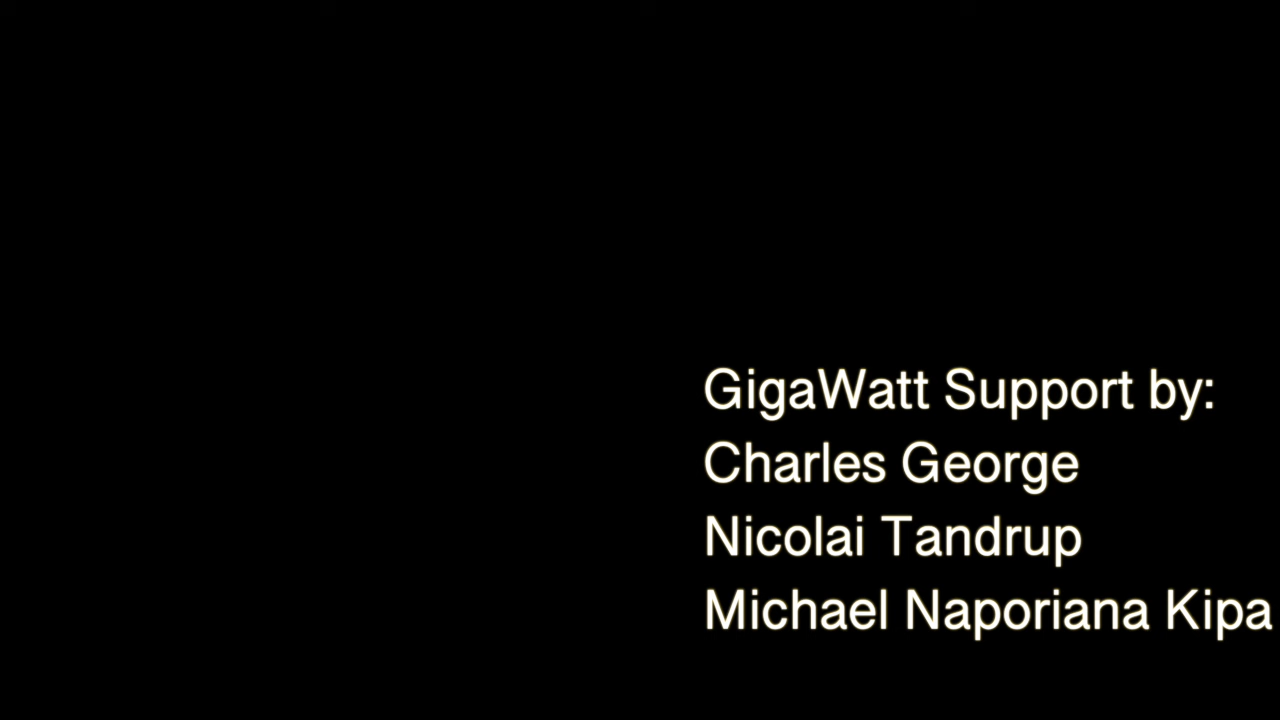 GigaWatt Support by:
Charles George
Nicolai Tandrup
Michael Naporiana Kipa